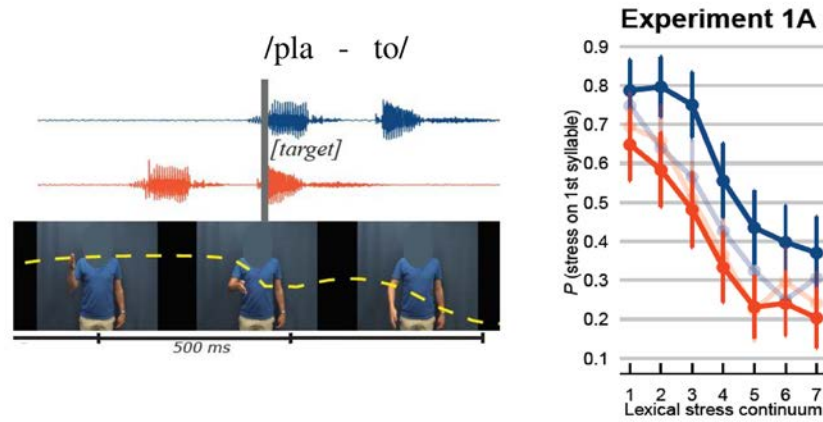 /pla - to/
[target]
500 ms
Experiment 1A
P (stress on 1st syllable)
0.9
0.8
0.7
0.6
0.5
0.4
0.3
0.2
0.1
1 2 3 4 5 6 7
Lexical stress continuum